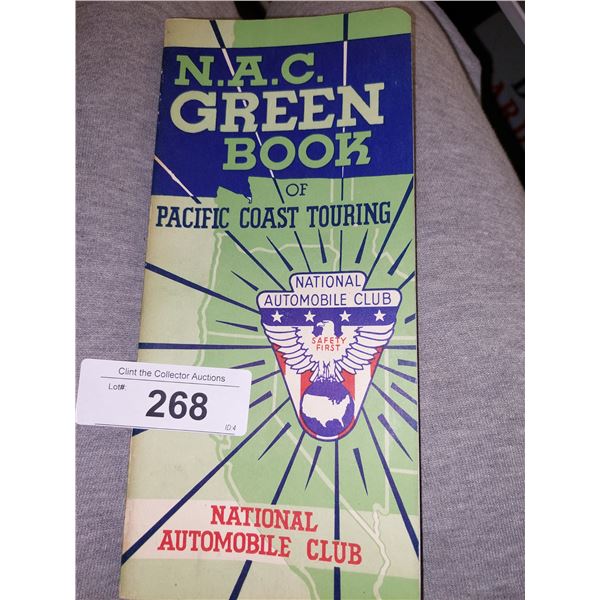 N.A.C.
GREEN
BOOK
OF
PACIFIC COAST TOURING
NATIONAL
AUTOMOBILE CLUB
SAFETY
FIRST
Clint the Collector Auctions
Lot#:
268
ID:4
NATIONAL
AUTOMOBILE CLUB